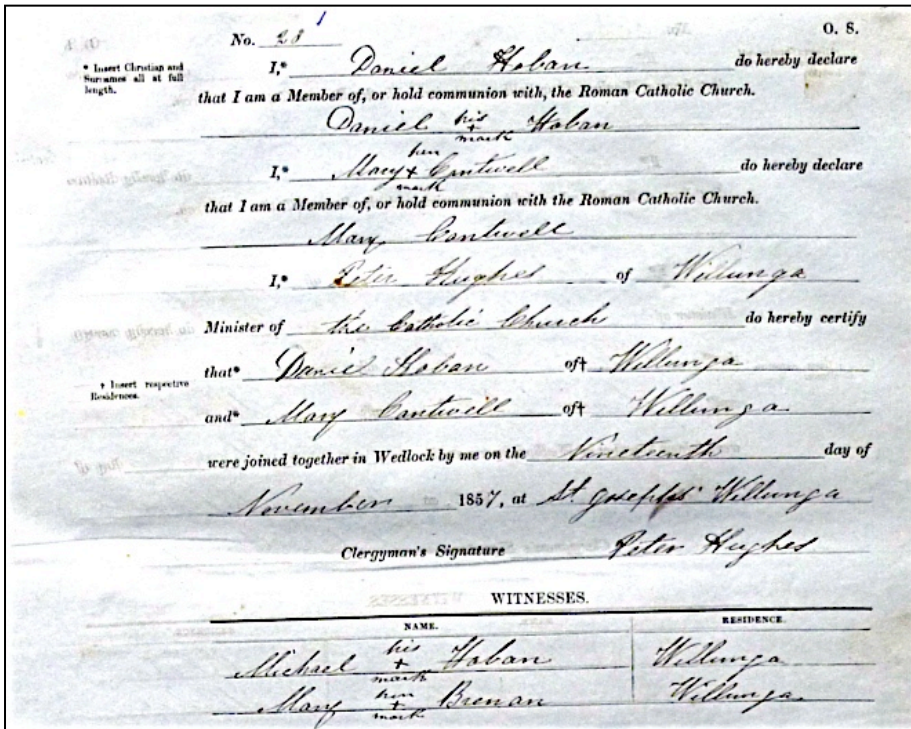 No. 28 O. S.
* Insert Christian and Surnames all at full length.
I,* Daniel Hoban do hereby declare
that I am a Member of, or hold communion with, the Roman Catholic Church.
his
Daniel + Hoban
mark
her
I,* Mary + Cantwell do hereby declare
mark
that I am a Member of, or hold communion with the Roman Catholic Church.
Mary Cantwell
I,* Peter Hughes of Willunga
Minister of the Catholic Church do hereby certify
that* Daniel Hoban of† Willunga
† Insert respective Residences.
and* Mary Cantwell of† Willunga
were joined together in Wedlock by me on the Nineteenth day of
November 1857, at St. Josephs Willunga
Clergyman's Signature Peter Hughes
WITNESSES.
NAME. RESIDENCE.
his
Michael + Hoban Willunga
mark
her
Mary + Brenan Willunga
mark